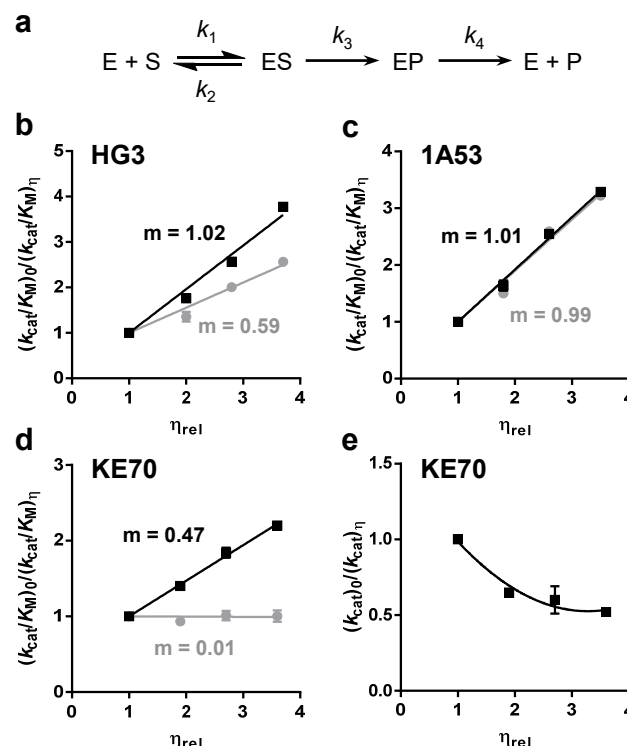 a
E + S k1 k2 ES k3 EP k4 E + P
b HG3
(kcat/KM)0/(kcat/KM)η
5
4
3
2
1
0
m = 1.02
m = 0.59
0 1 2 3 4
ηrel
c 1A53
(kcat/KM)0/(kcat/KM)η
4
3
2
1
0
m = 1.01
m = 0.99
0 1 2 3 4
ηrel
d KE70
(kcat/KM)0/(kcat/KM)η
3
2
1
0
m = 0.47
m = 0.01
0 1 2 3 4
ηrel
e KE70
(kcat)0/(kcat)η
1.5
1.0
0.5
0.0
0 1 2 3 4
ηrel